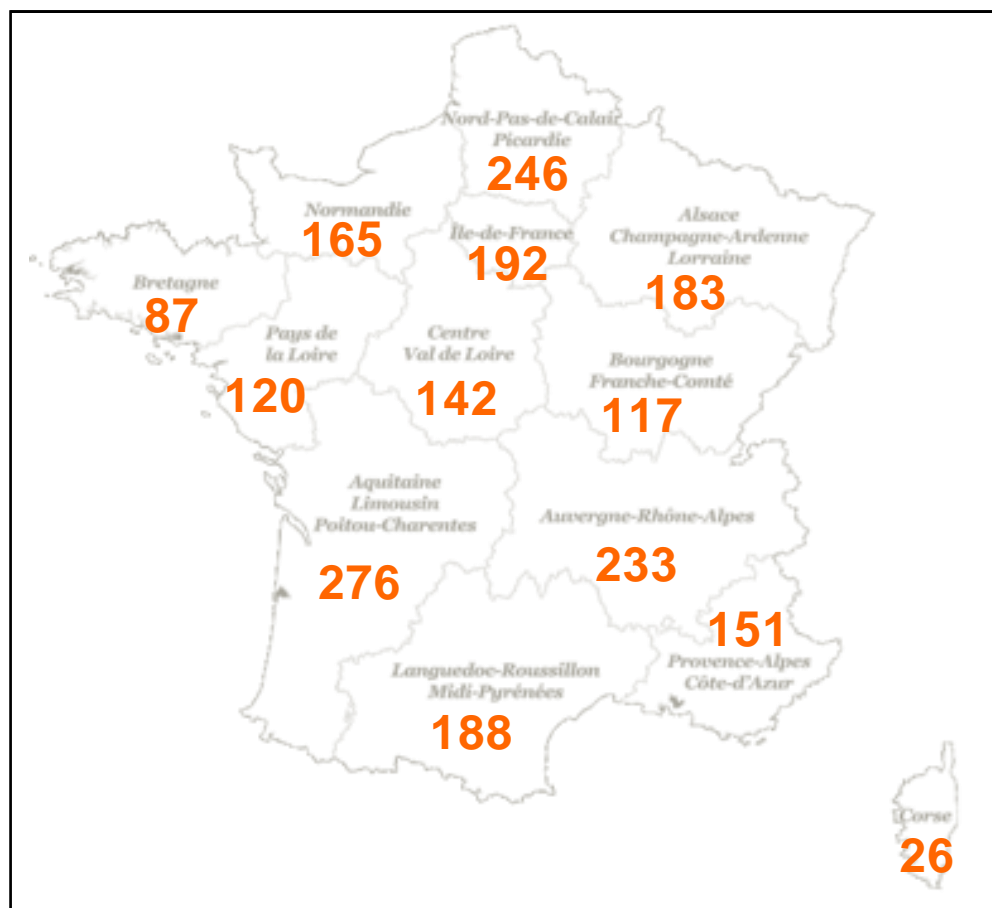 Nord-Pas-de-Calais
Picardie
246
Normandie
165
Île-de-France
192
Alsace
Champagne-Ardenne
Lorraine
183
Bretagne
87
Pays de
la Loire
120
Centre
Val de Loire
142
Bourgogne
Franche-Comté
117
Aquitaine
Limousin
Poitou-Charentes
276
Auvergne-Rhône-Alpes
233
151
Provence-Alpes
Côte-d'Azur
Languedoc-Roussillon
Midi-Pyrénées
188
Corse
26